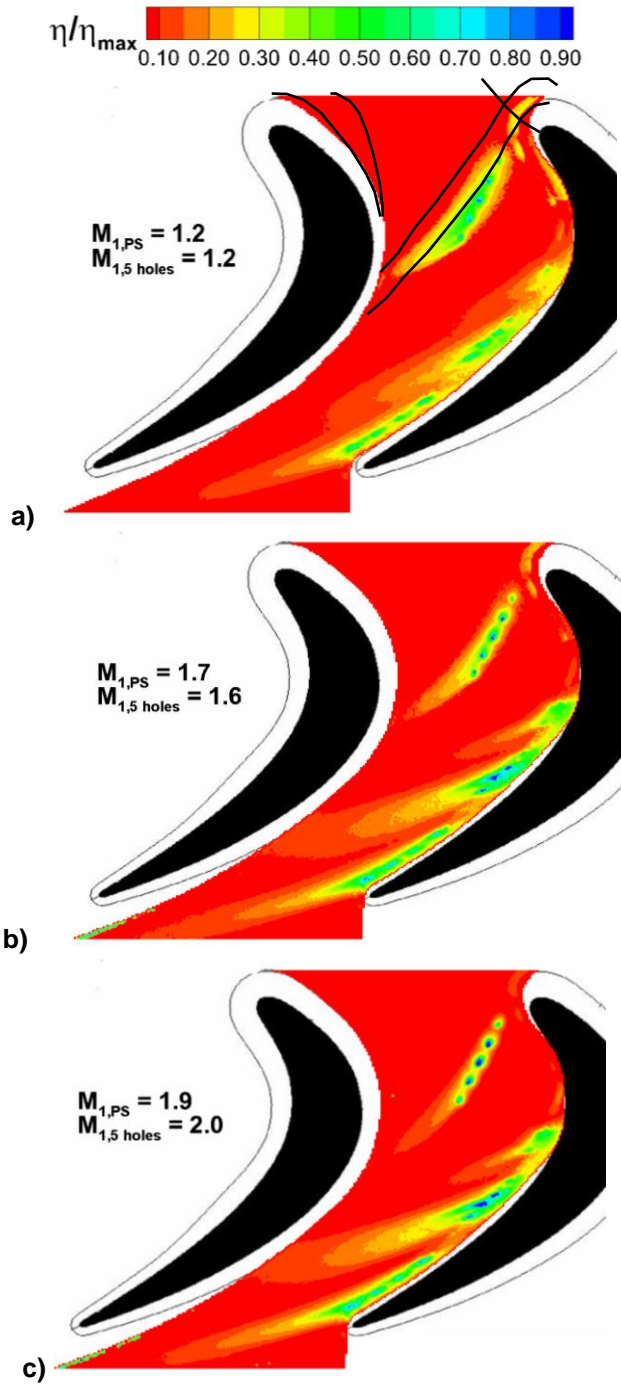 η/ηmax
0.10 0.20 0.30 0.40 0.50 0.60 0.70 0.80 0.90
M1,PS = 1.2
M1,5 holes = 1.2
a)
M1,PS = 1.7
M1,5 holes = 1.6
b)
M1,PS = 1.9
M1,5 holes = 2.0
c)